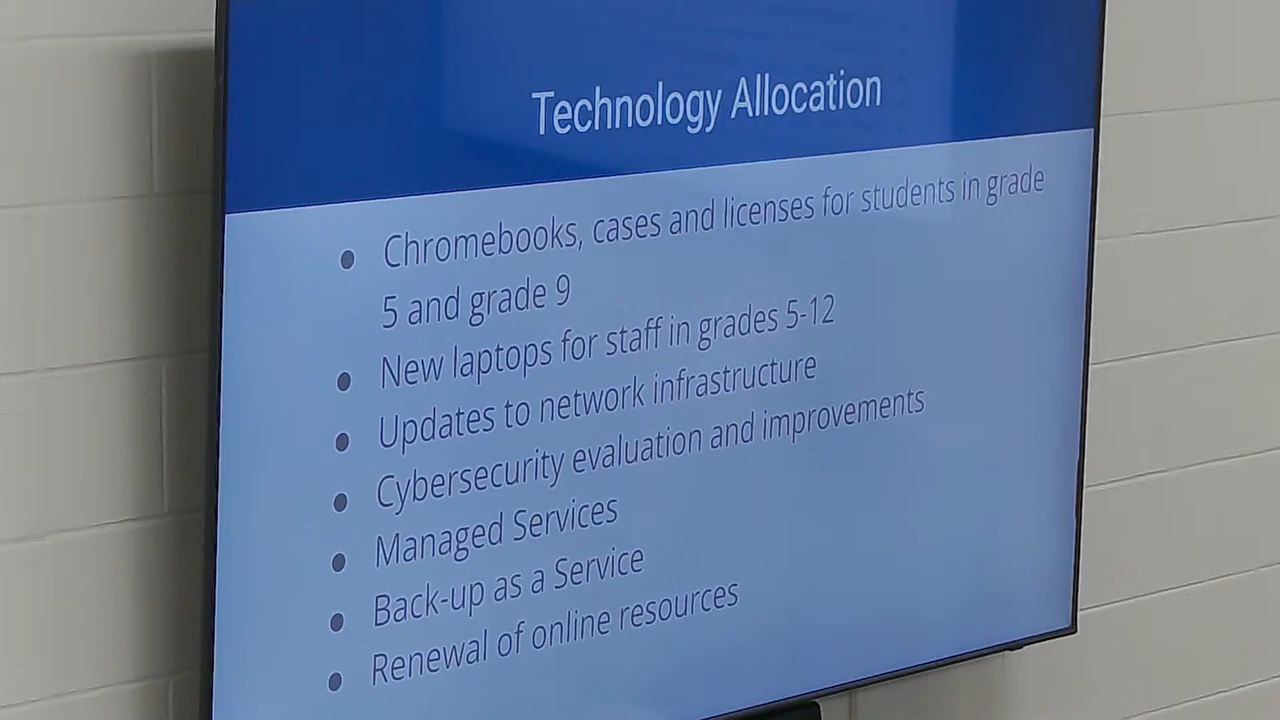 Technology Allocation
• Chromebooks, cases and licenses for students in grade
5 and grade 9
• New laptops for staff in grades 5-12
• Updates to network infrastructure
• Cybersecurity evaluation and improvements
• Managed Services
• Back-up as a Service
• Renewal of online resources